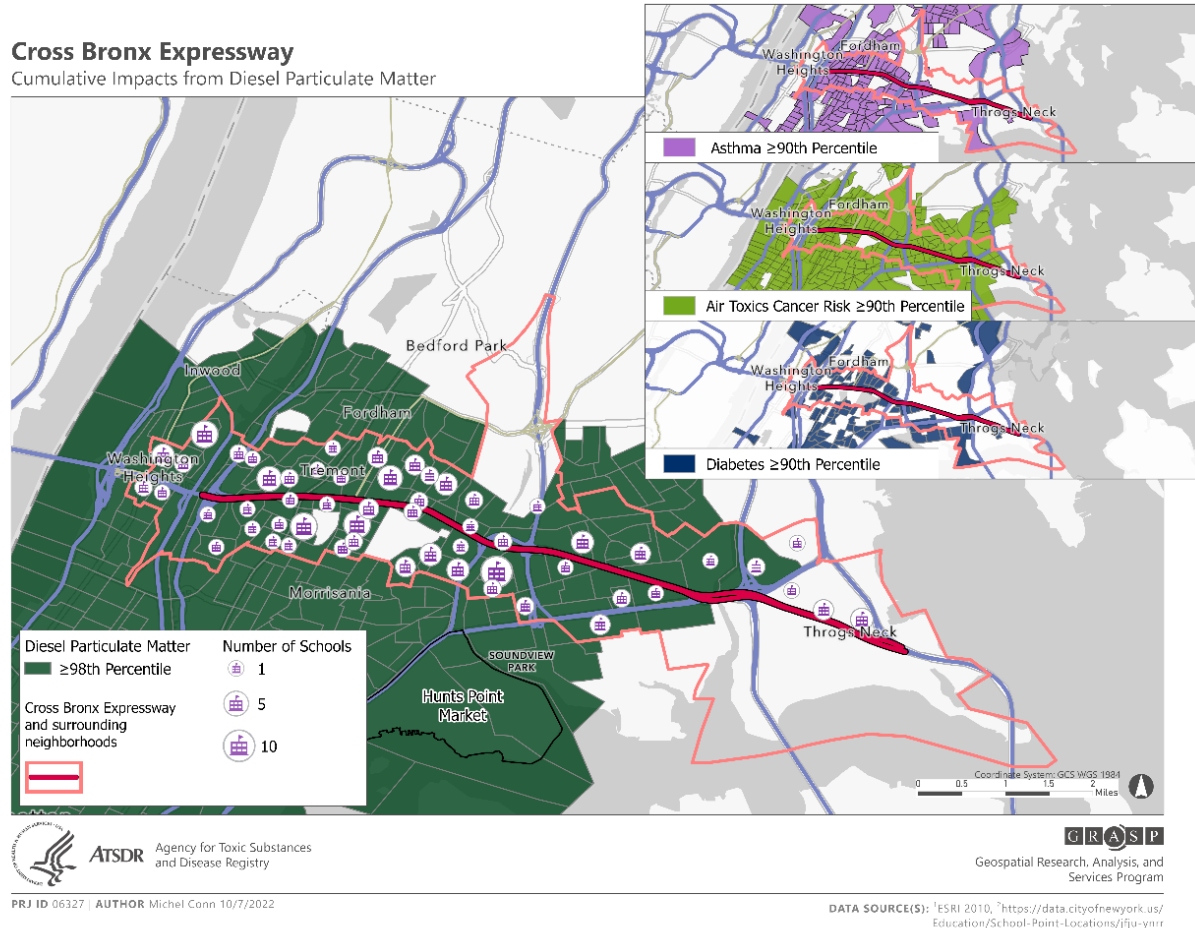 Cross Bronx Expressway
Cumulative Impacts from Diesel Particulate Matter
Fordham
Washington
Heights
Throgs Neck
Asthma ≥90th Percentile
Fordham
Washington
Heights
Throgs Neck
Air Toxics Cancer Risk ≥90th Percentile
Fordham
Washington
Heights
Throgs Neck
Diabetes ≥90th Percentile
Bedford Park
Inwood
Fordham
Washington
Heights
Tremont
Morrisania
Throgs Neck
SOUNDVIEW
PARK
Hunts Point
Market
Diesel Particulate Matter
≥98th Percentile
Cross Bronx Expressway
and surrounding
neighborhoods
Number of Schools
1
5
10
Coordinate System: GCS WGS 1984
0 0.5 1 1.5 2
Miles
ATSDR
Agency for Toxic Substances
and Disease Registry
GRASP
Geospatial Research, Analysis, and
Services Program
PRJ ID 06327 | AUTHOR Michel Conn 10/7/2022
DATA SOURCE(S): ¹ESRI 2010, ²https://data.cityofnewyork.us/
Education/School-Point-Locations/jfju-ynrr